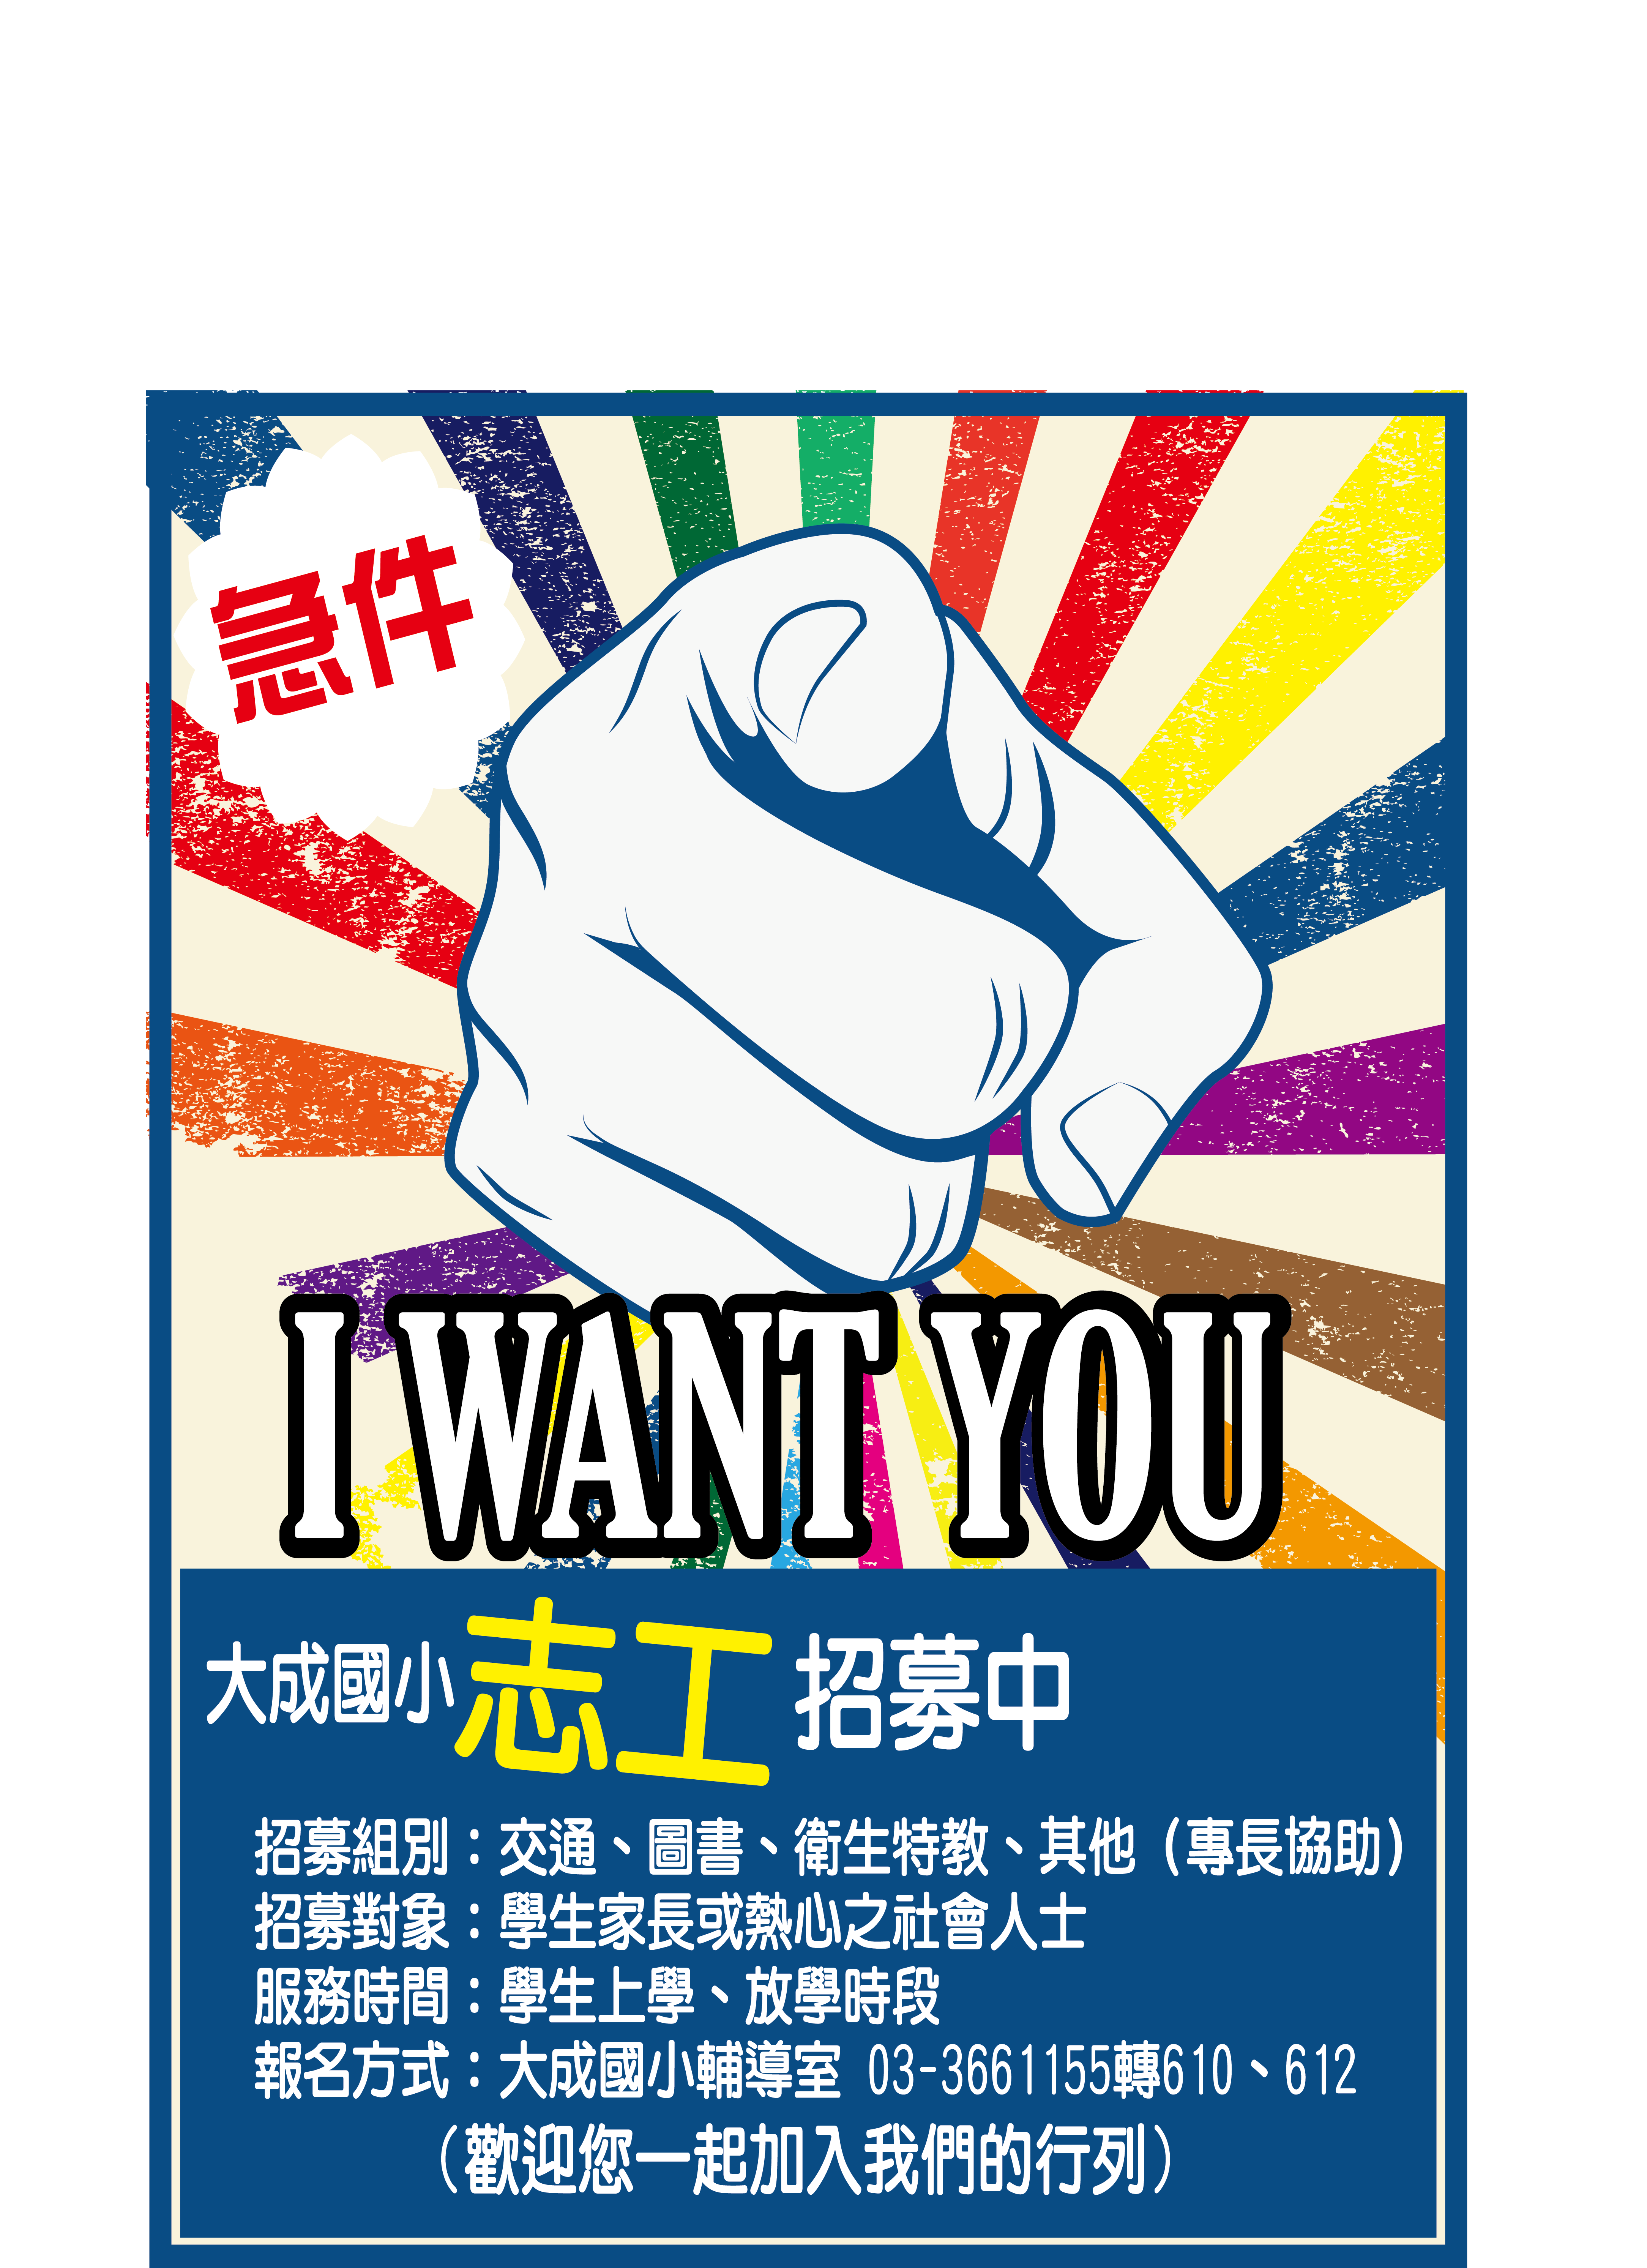 急件
I WANT YOU
大成國小志工 招募中
招募組別：交通、圖書、衛生特教、其他（專長協助）
招募對象：學生家長或熱心之社會人士
服務時間：學生上學、放學時段
報名方式：大成國小輔導室 03-3661155轉610、612
（歡迎您一起加入我們的行列）